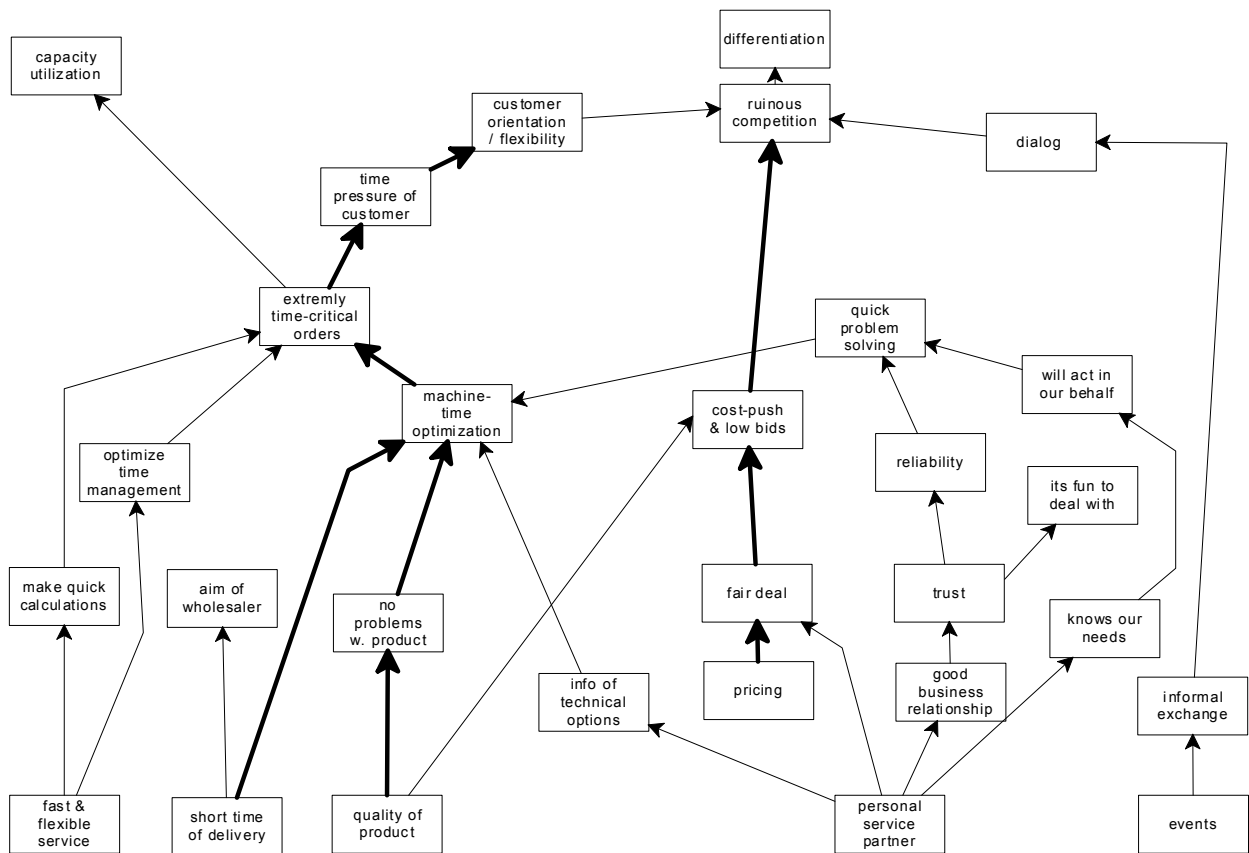 differentiation
capacity
utilization
customer
orientation
/ flexibility
ruinous
competition
dialog
time
pressure of
customer
extremly
time-critical
orders
quick
problem
solving
will act in
our behalf
machine-
time
optimization
cost-push
& low bids
optimize
time
management
reliability
its fun to
deal with
make quick
calculations
aim of
wholesaler
no
problems
w. product
fair deal
trust
knows our
needs
info of
technical
options
pricing
good
business
relationship
informal
exchange
fast &
flexible
service
short time
of delivery
quality of
product
personal
service
partner
events